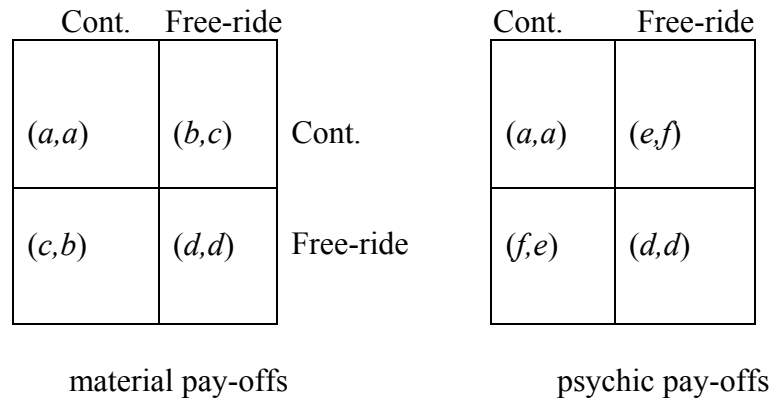 Cont. Free-ride Cont. Free-ride
(a,a) (b,c) Cont. (a,a) (e,f)
(c,b) (d,d) Free-ride (f,e) (d,d)
material pay-offs psychic pay-offs